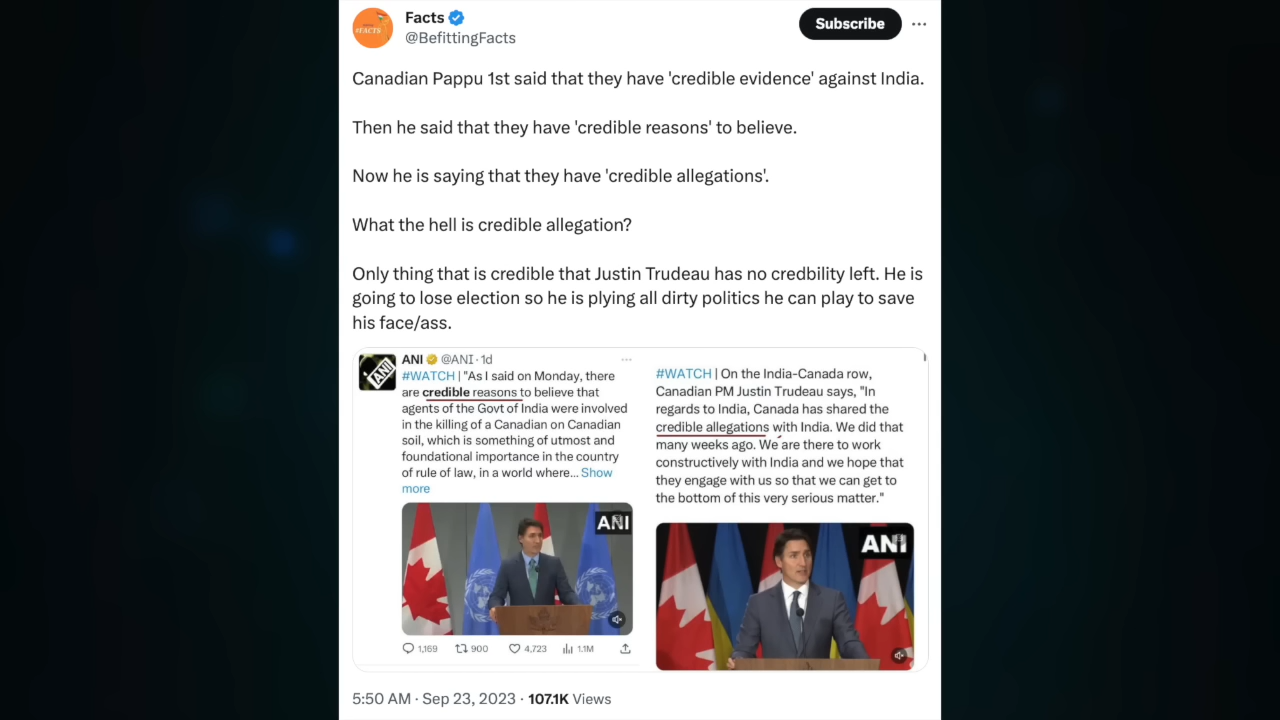 Facts
@BefittingFacts
Subscribe
Canadian Pappu 1st said that they have 'credible evidence' against India.
Then he said that they have 'credible reasons' to believe.
Now he is saying that they have 'credible allegations'.
What the hell is credible allegation?
Only thing that is credible that Justin Trudeau has no credbility left. He is
going to lose election so he is plying all dirty politics he can play to save
his face/ass.
ANI @ANI · 1d
#WATCH | "As I said on Monday, there
are credible reasons to believe that
agents of the Govt of India were involved
in the killing of a Canadian on Canadian
soil, which is something of utmost and
foundational importance in the country
of rule of law, in a world where... Show
more
ANI
1,169 900 4,723 1.1M
#WATCH | On the India-Canada row,
Canadian PM Justin Trudeau says, "In
regards to India, Canada has shared the
credible allegations with India. We did that
many weeks ago. We are there to work
constructively with India and we hope that
they engage with us so that we can get to
the bottom of this very serious matter."
ANI
5:50 AM · Sep 23, 2023 · 107.1K Views